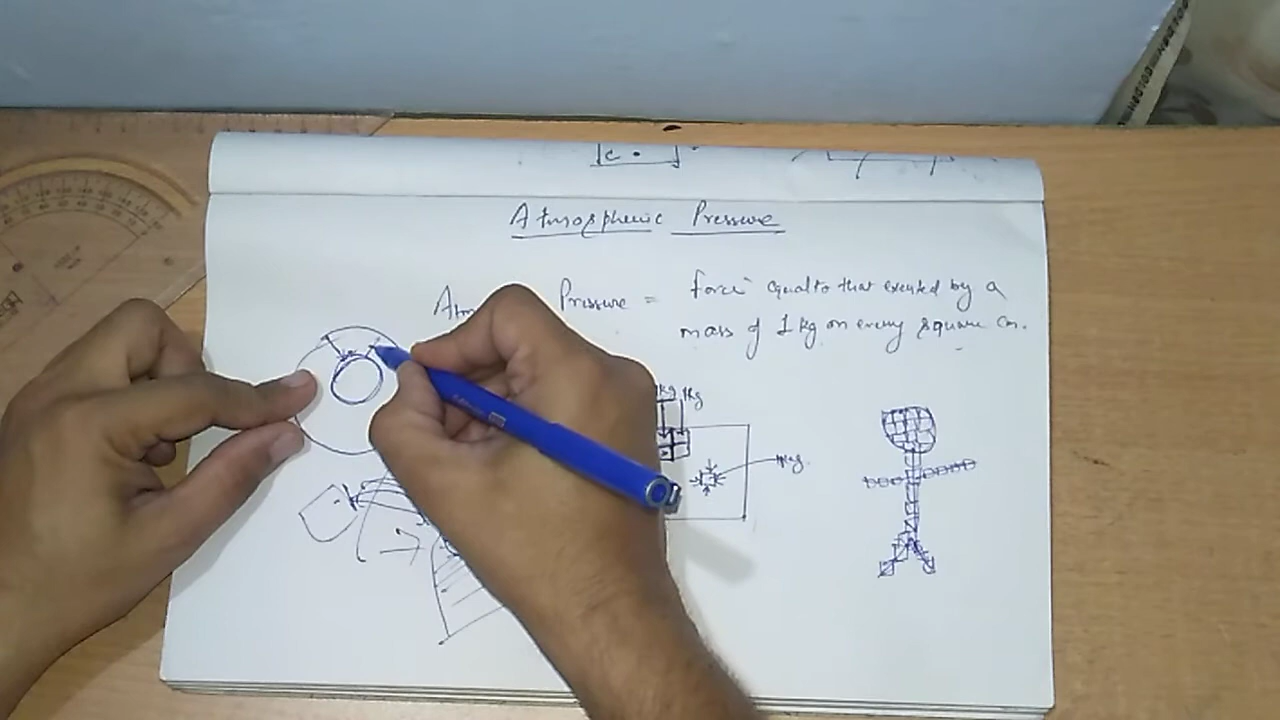 Atmospheric Pressure
Pressure = force equal to that exerted by a
mass of 1 kg on every square cm.
kg 1kg
1kg